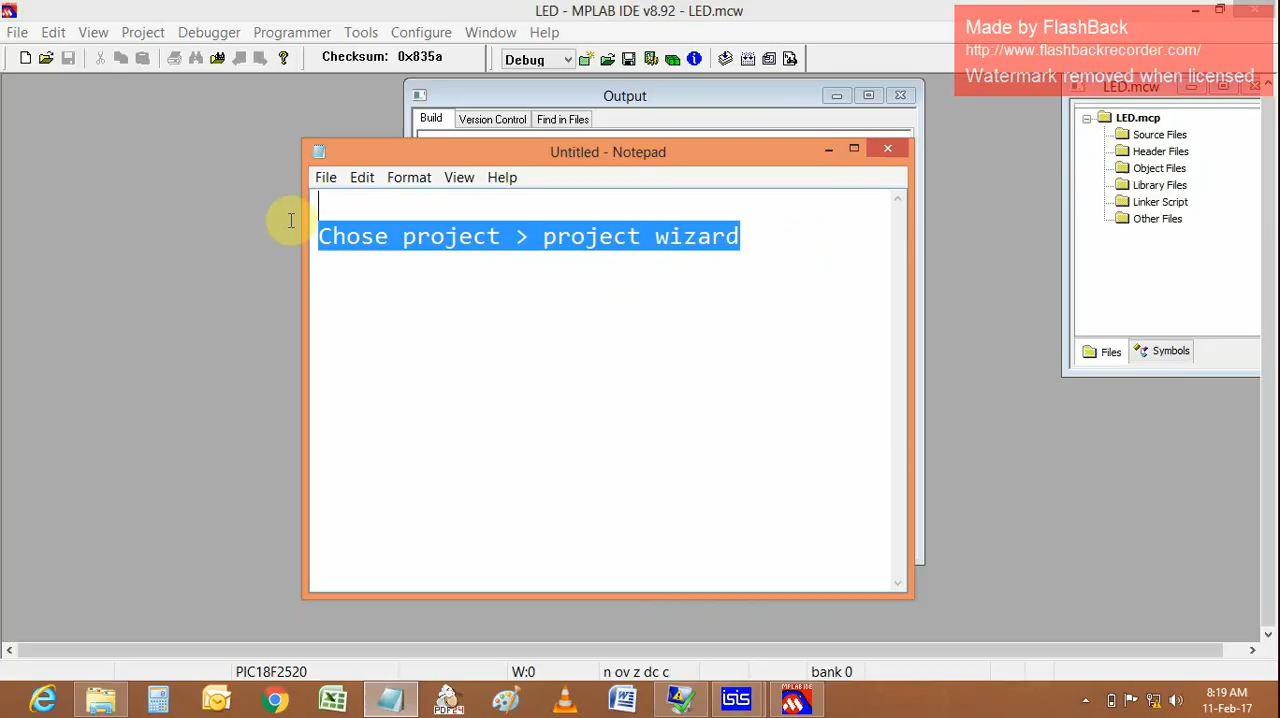 LED - MPLAB IDE v8.92 - LED.mcw
Made by FlashBack
http://www.flashbackrecorder.com/
Watermark removed when licensed
File Edit View Project Debugger Programmer Tools Configure Window Help
Checksum: 0x835a
Debug
Output
LED.mcw
Build Version Control Find in Files
LED.mcp
Source Files
Header Files
Object Files
Library Files
Linker Script
Other Files
Files Symbols
Untitled - Notepad
File Edit Format View Help
Chose project > project wizard
PIC18F2520 W:0 n ov z dc c bank 0
PDF24
isis
MPLAB IDE
8:19 AM
11-Feb-17